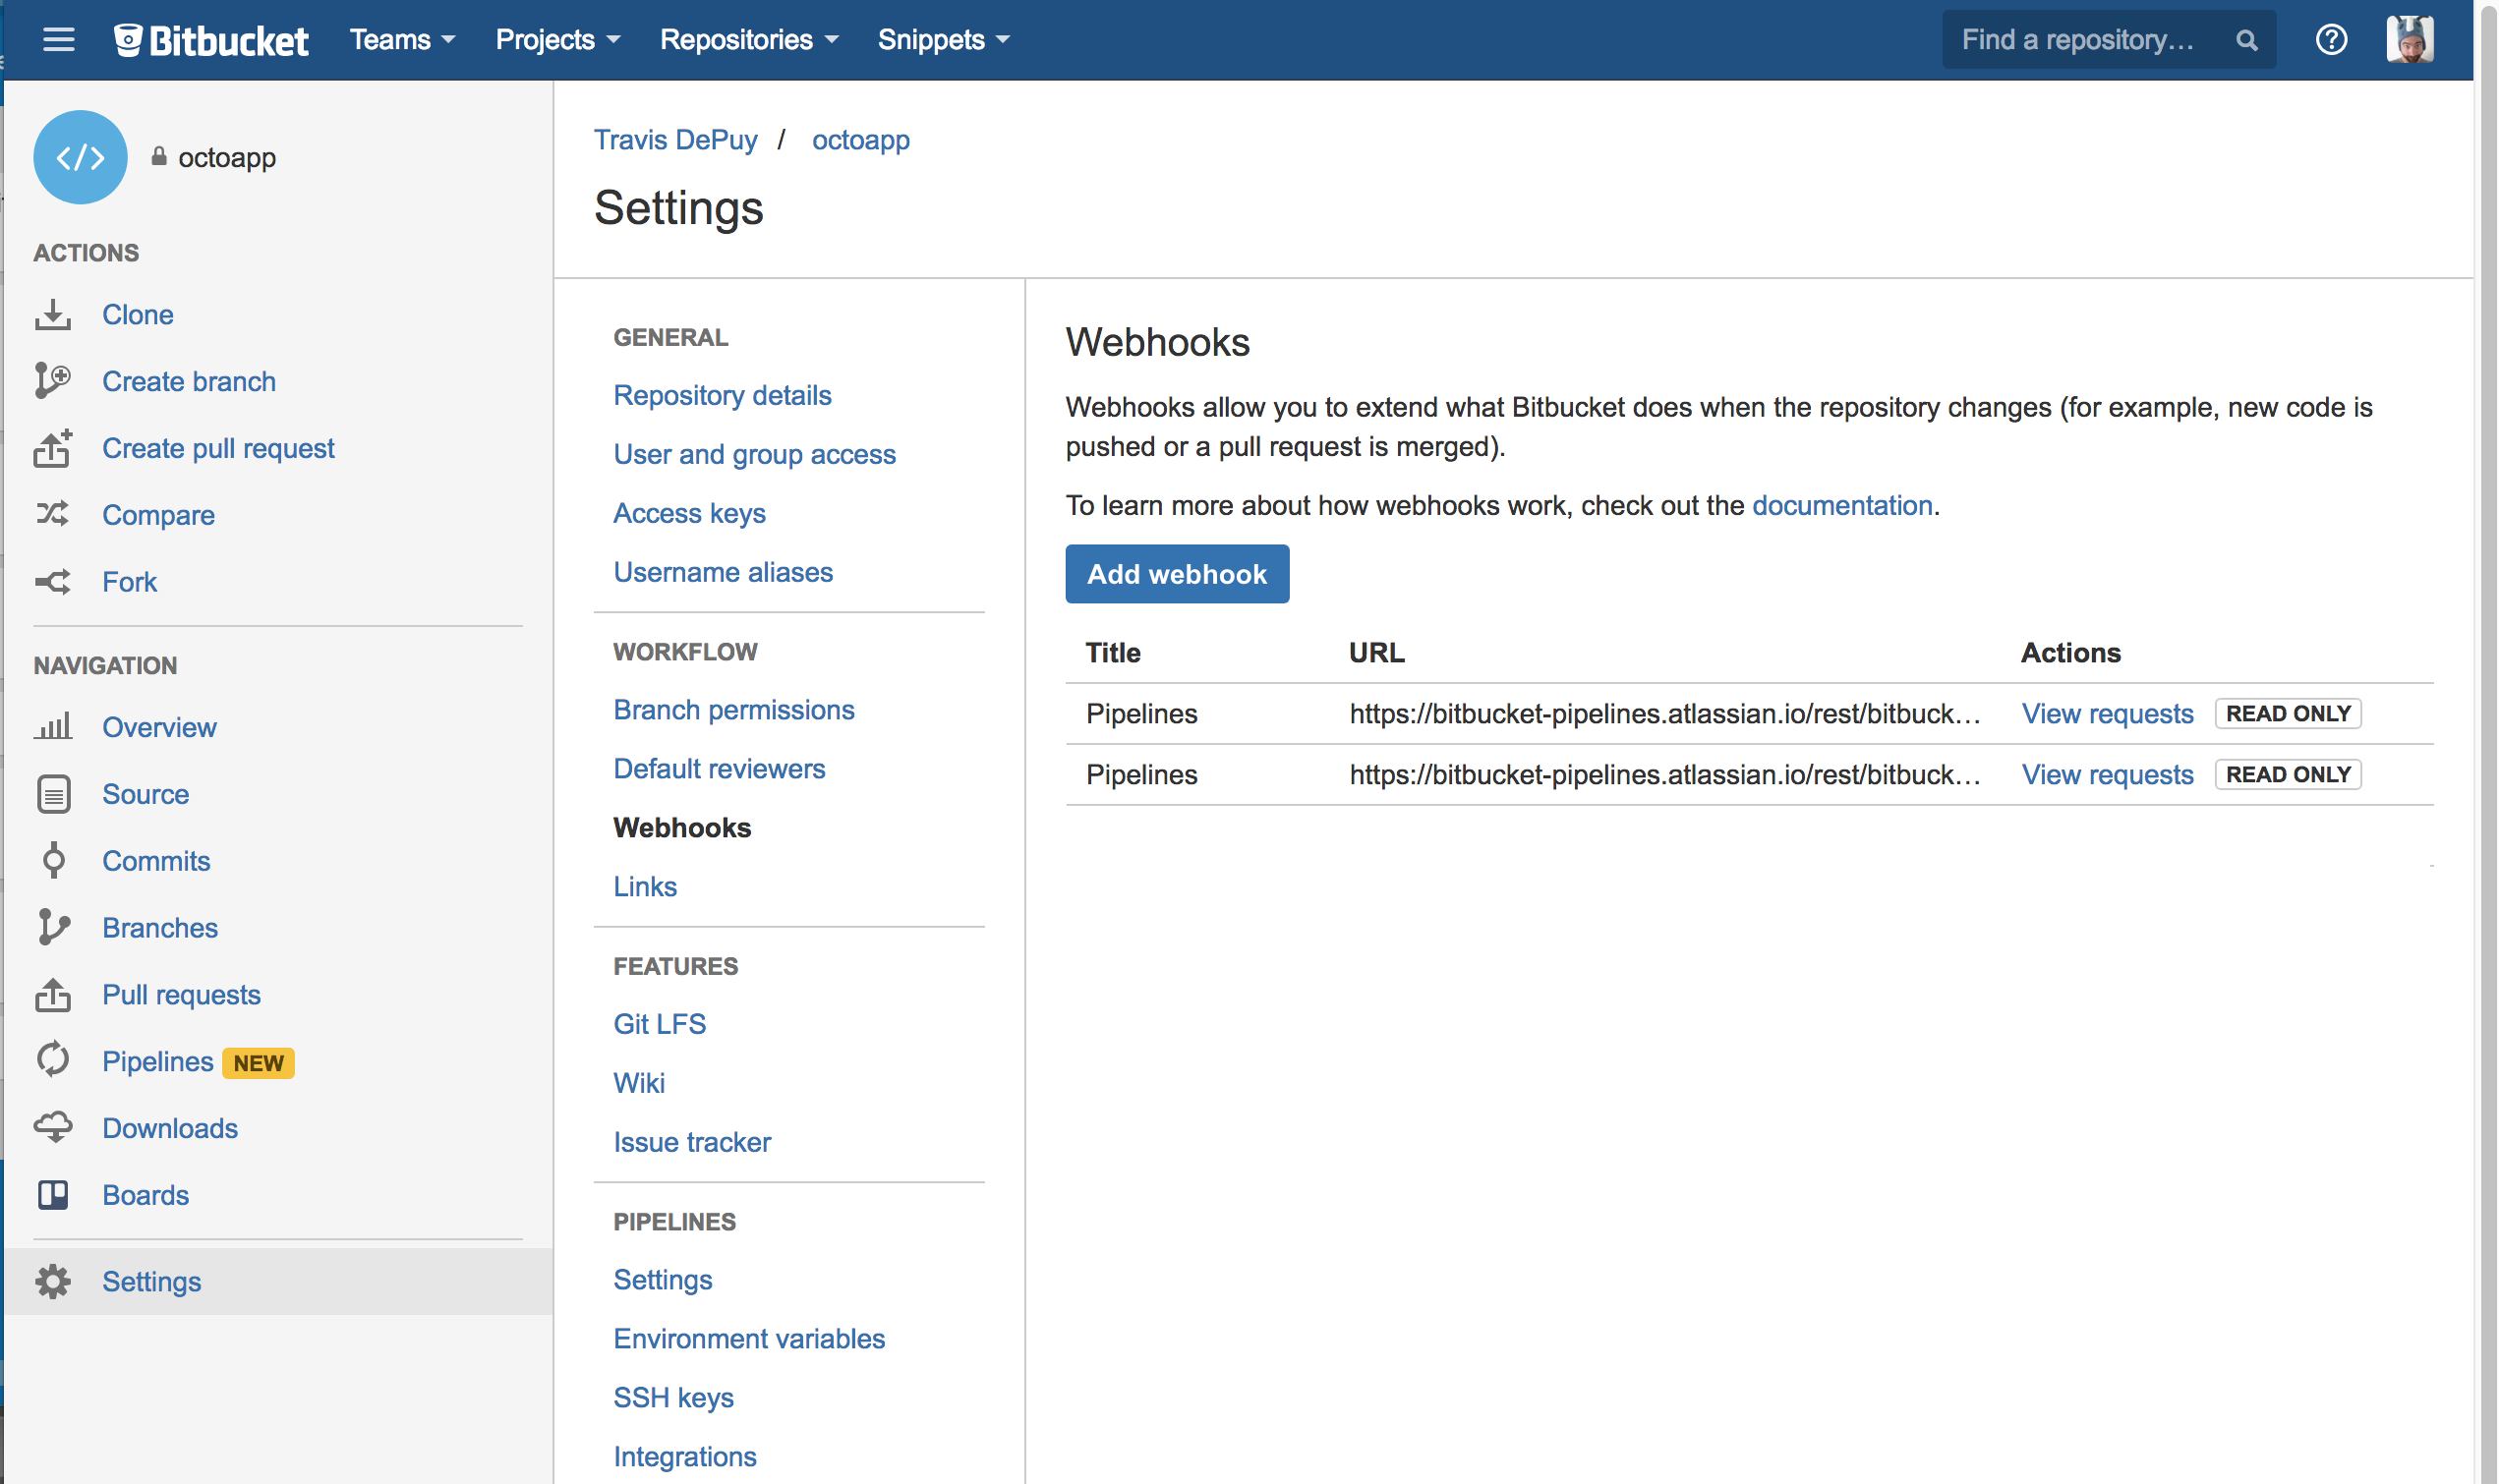 Bitbucket Teams Projects Repositories Snippets Find a repository...
octoapp
ACTIONS
Clone
Create branch
Create pull request
Compare
Fork
NAVIGATION
Overview
Source
Commits
Branches
Pull requests
Pipelines NEW
Downloads
Boards
Settings
Travis DePuy / octoapp
Settings
GENERAL
Repository details
User and group access
Access keys
Username aliases
WORKFLOW
Branch permissions
Default reviewers
Webhooks
Links
FEATURES
Git LFS
Wiki
Issue tracker
PIPELINES
Settings
Environment variables
SSH keys
Integrations
Webhooks
Webhooks allow you to extend what Bitbucket does when the repository changes (for example, new code is
pushed or a pull request is merged).
To learn more about how webhooks work, check out the documentation.
Add webhook
Title URL Actions
Pipelines https://bitbucket-pipelines.atlassian.io/rest/bitbuck... View requests READ ONLY
Pipelines https://bitbucket-pipelines.atlassian.io/rest/bitbuck... View requests READ ONLY